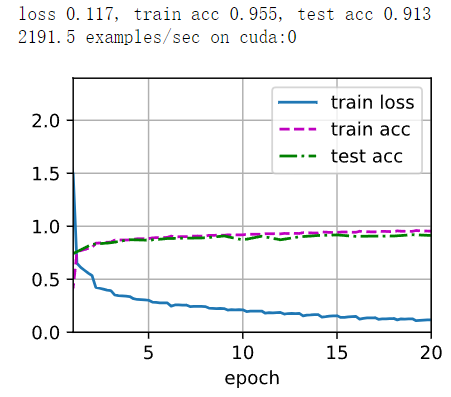 loss 0.117, train acc 0.955, test acc 0.913
2191.5 examples/sec on cuda:0
train loss
train acc
test acc
2.0
1.5
1.0
0.5
0.0
5 10 15 20
epoch